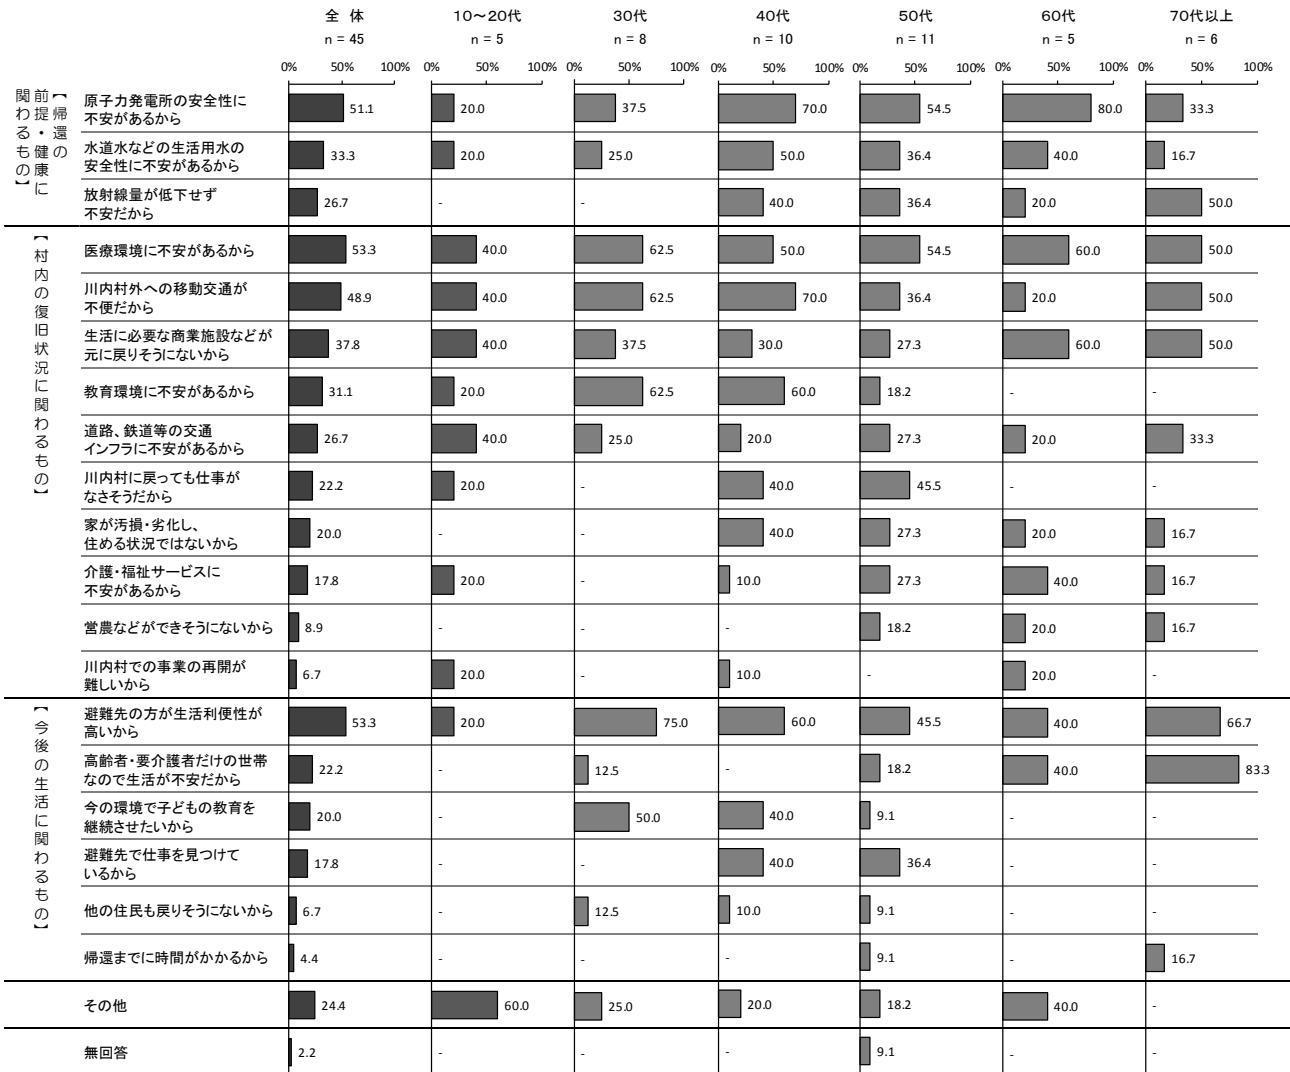 全 体 10～20代 30代 40代 50代 60代 70代以上
n = 45 n = 5 n = 8 n = 10 n = 11 n = 5 n = 6
0% 50% 100% 0% 50% 100% 0% 50% 100% 0% 50% 100% 0% 50% 100% 0% 50% 100% 0% 50% 100%
【帰還の
前提・健康に
関わるもの】
原子力発電所の安全性に
不安があるから
51.1 20.0 37.5 70.0 54.5 80.0 33.3
水道水などの生活用水の
安全性に不安があるから
33.3 20.0 25.0 50.0 36.4 40.0 16.7
放射線量が低下せず
不安だから
26.7 - - 40.0 36.4 20.0 50.0
【村内の復旧状況に関わるもの】
医療環境に不安があるから
53.3 40.0 62.5 50.0 54.5 60.0 50.0
川内村外への移動交通が
不便だから
48.9 40.0 62.5 70.0 36.4 20.0 50.0
生活に必要な商業施設などが
元に戻りそうにないから
37.8 40.0 37.5 30.0 27.3 60.0 50.0
教育環境に不安があるから
31.1 20.0 62.5 60.0 18.2 - -
道路、鉄道等の交通
インフラに不安があるから
26.7 40.0 25.0 20.0 27.3 20.0 33.3
川内村に戻っても仕事が
なさそうだから
22.2 20.0 - 40.0 45.5 - -
家が汚損・劣化し、
住める状況ではないから
20.0 - - 40.0 27.3 20.0 16.7
介護・福祉サービスに
不安があるから
17.8 20.0 - 10.0 27.3 40.0 16.7
営農などができそうにないから
8.9 - - - 18.2 20.0 16.7
川内村での事業の再開が
難しいから
6.7 20.0 - 10.0 - 20.0 -
【今後の生活に関わるもの】
避難先の方が生活利便性が
高いから
53.3 20.0 75.0 60.0 45.5 40.0 66.7
高齢者・要介護者だけの世帯
なので生活が不安だから
22.2 - 12.5 - 18.2 40.0 83.3
今の環境で子どもの教育を
継続させたいから
20.0 - 50.0 40.0 9.1 - -
避難先で仕事を見つけて
いるから
17.8 - - 40.0 36.4 - -
他の住民も戻りそうにないから
6.7 - 12.5 10.0 9.1 - -
帰還までに時間がかかるから
4.4 - - - 9.1 - 16.7
その他
24.4 60.0 25.0 20.0 18.2 40.0 -
無回答
2.2 - - - 9.1 - -